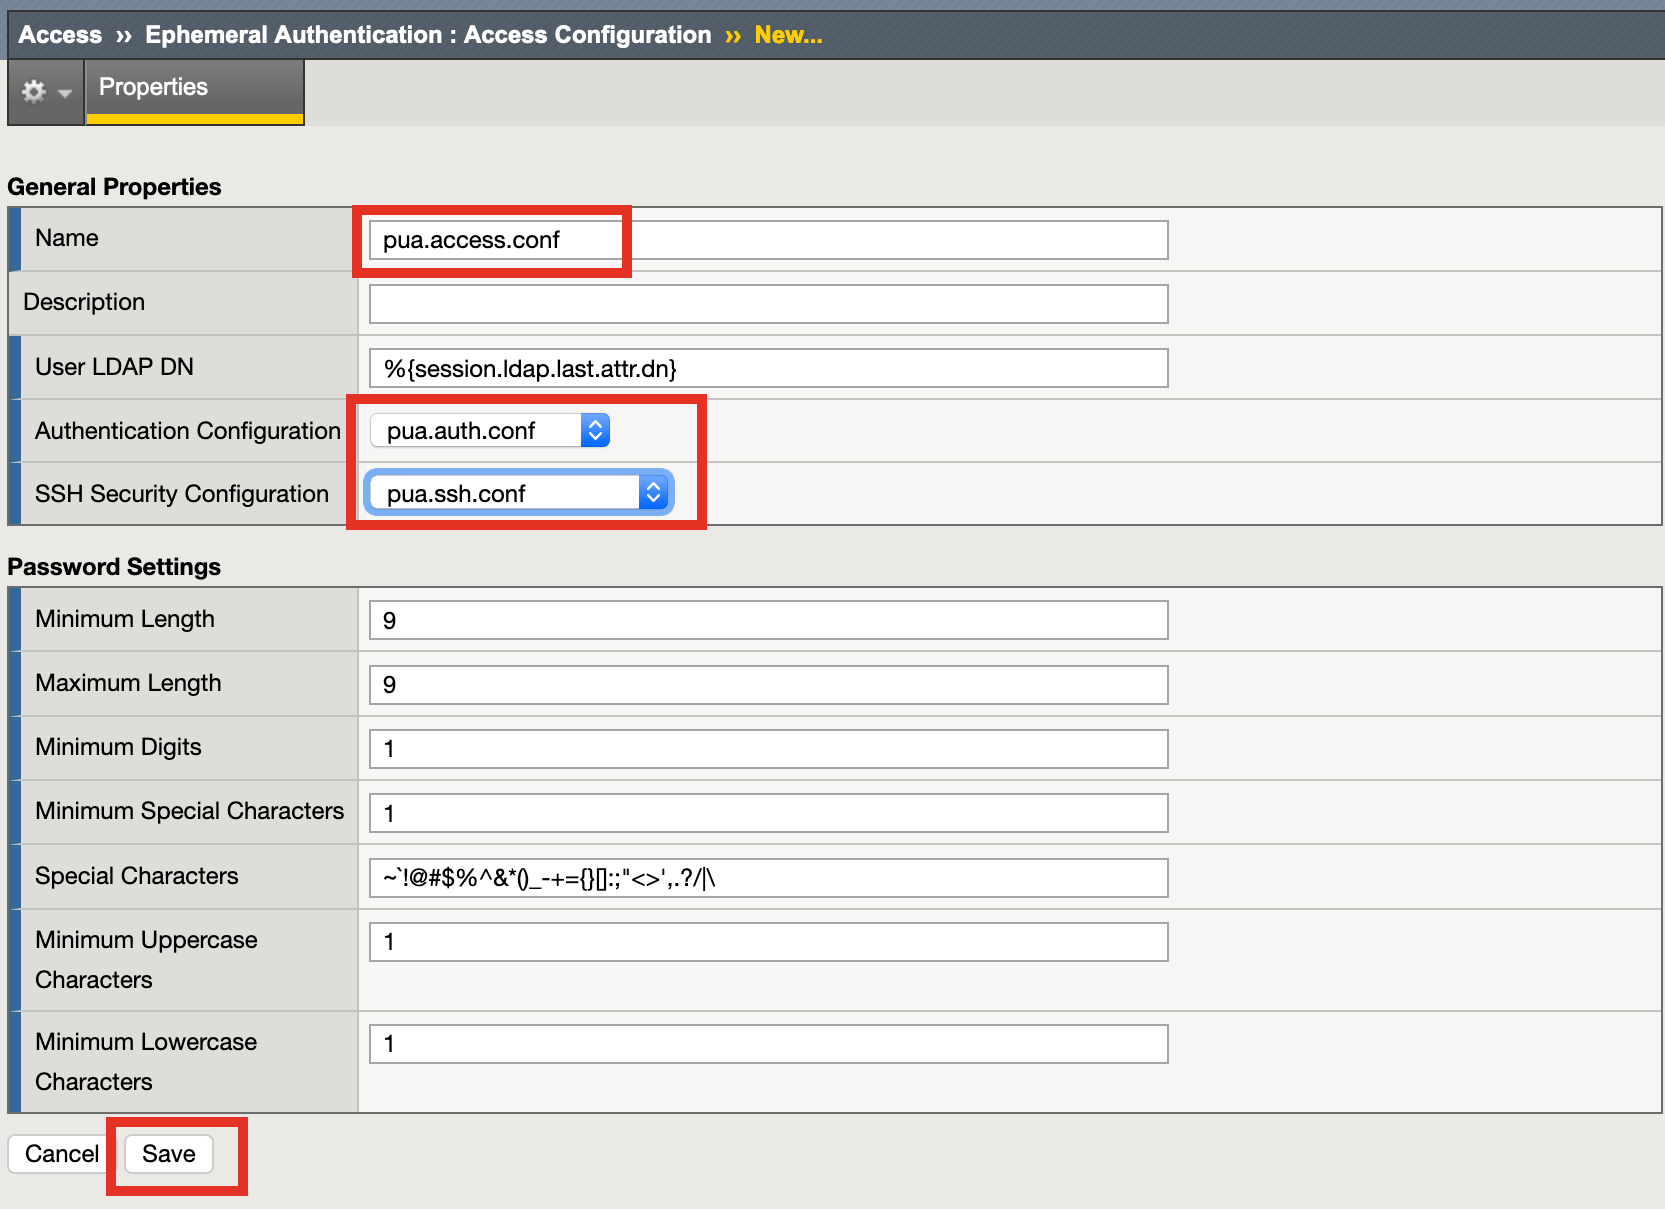 Access ›› Ephemeral Authentication : Access Configuration ›› New...
Properties
General Properties
Name pua.access.conf
Description
User LDAP DN %{session.ldap.last.attr.dn}
Authentication Configuration pua.auth.conf
SSH Security Configuration pua.ssh.conf
Password Settings
Minimum Length 9
Maximum Length 9
Minimum Digits 1
Minimum Special Characters 1
Special Characters ~`!@#$%^&*()_-+={}[]:;"<>',.?/|\
Minimum Uppercase 1
Characters
Minimum Lowercase 1
Characters
Cancel Save